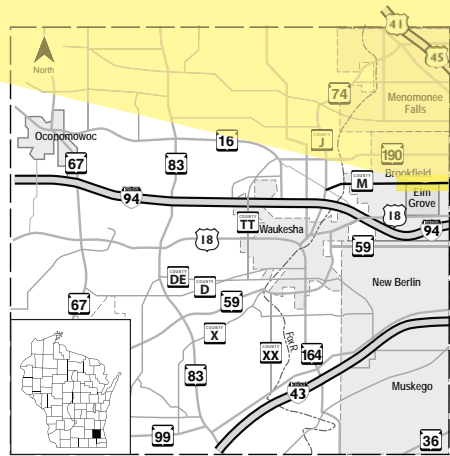 41
45
North
74
Menomonee
Falls
Oconomowoc
16
COUNTY
J
67
83
190
Brookfield
COUNTY
M
Elm
Grove
94
COUNTY
TT
Waukesha
18
18
94
59
COUNTY
DE
COUNTY
D
New Berlin
67
59
COUNTY
X
Fox R
COUNTY
XX
164
83
43
Muskego
99
36